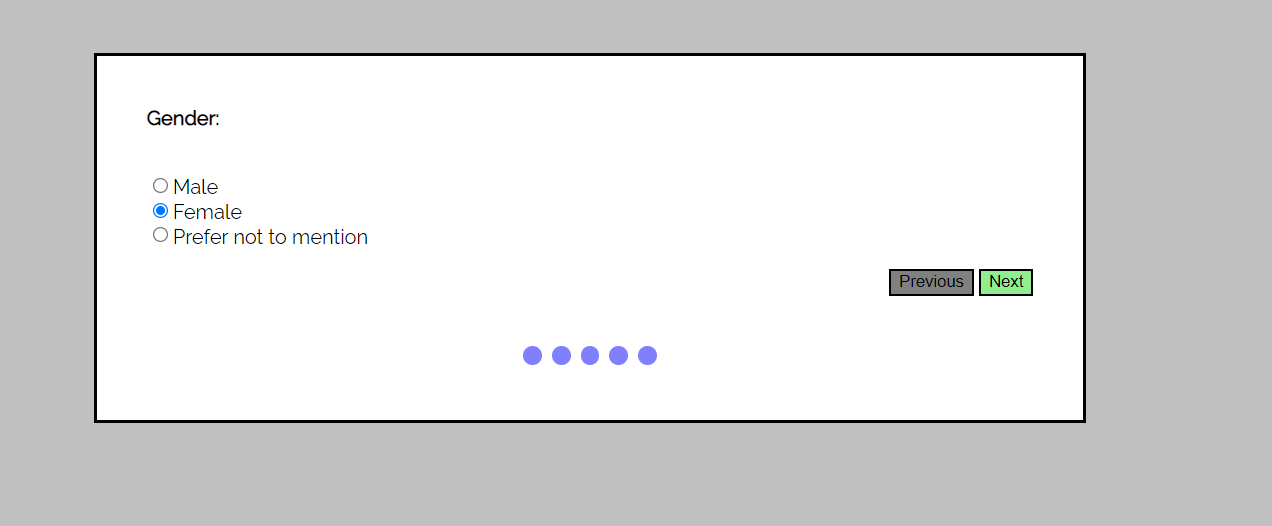 Gender:
Male
Female
Prefer not to mention
Previous Next